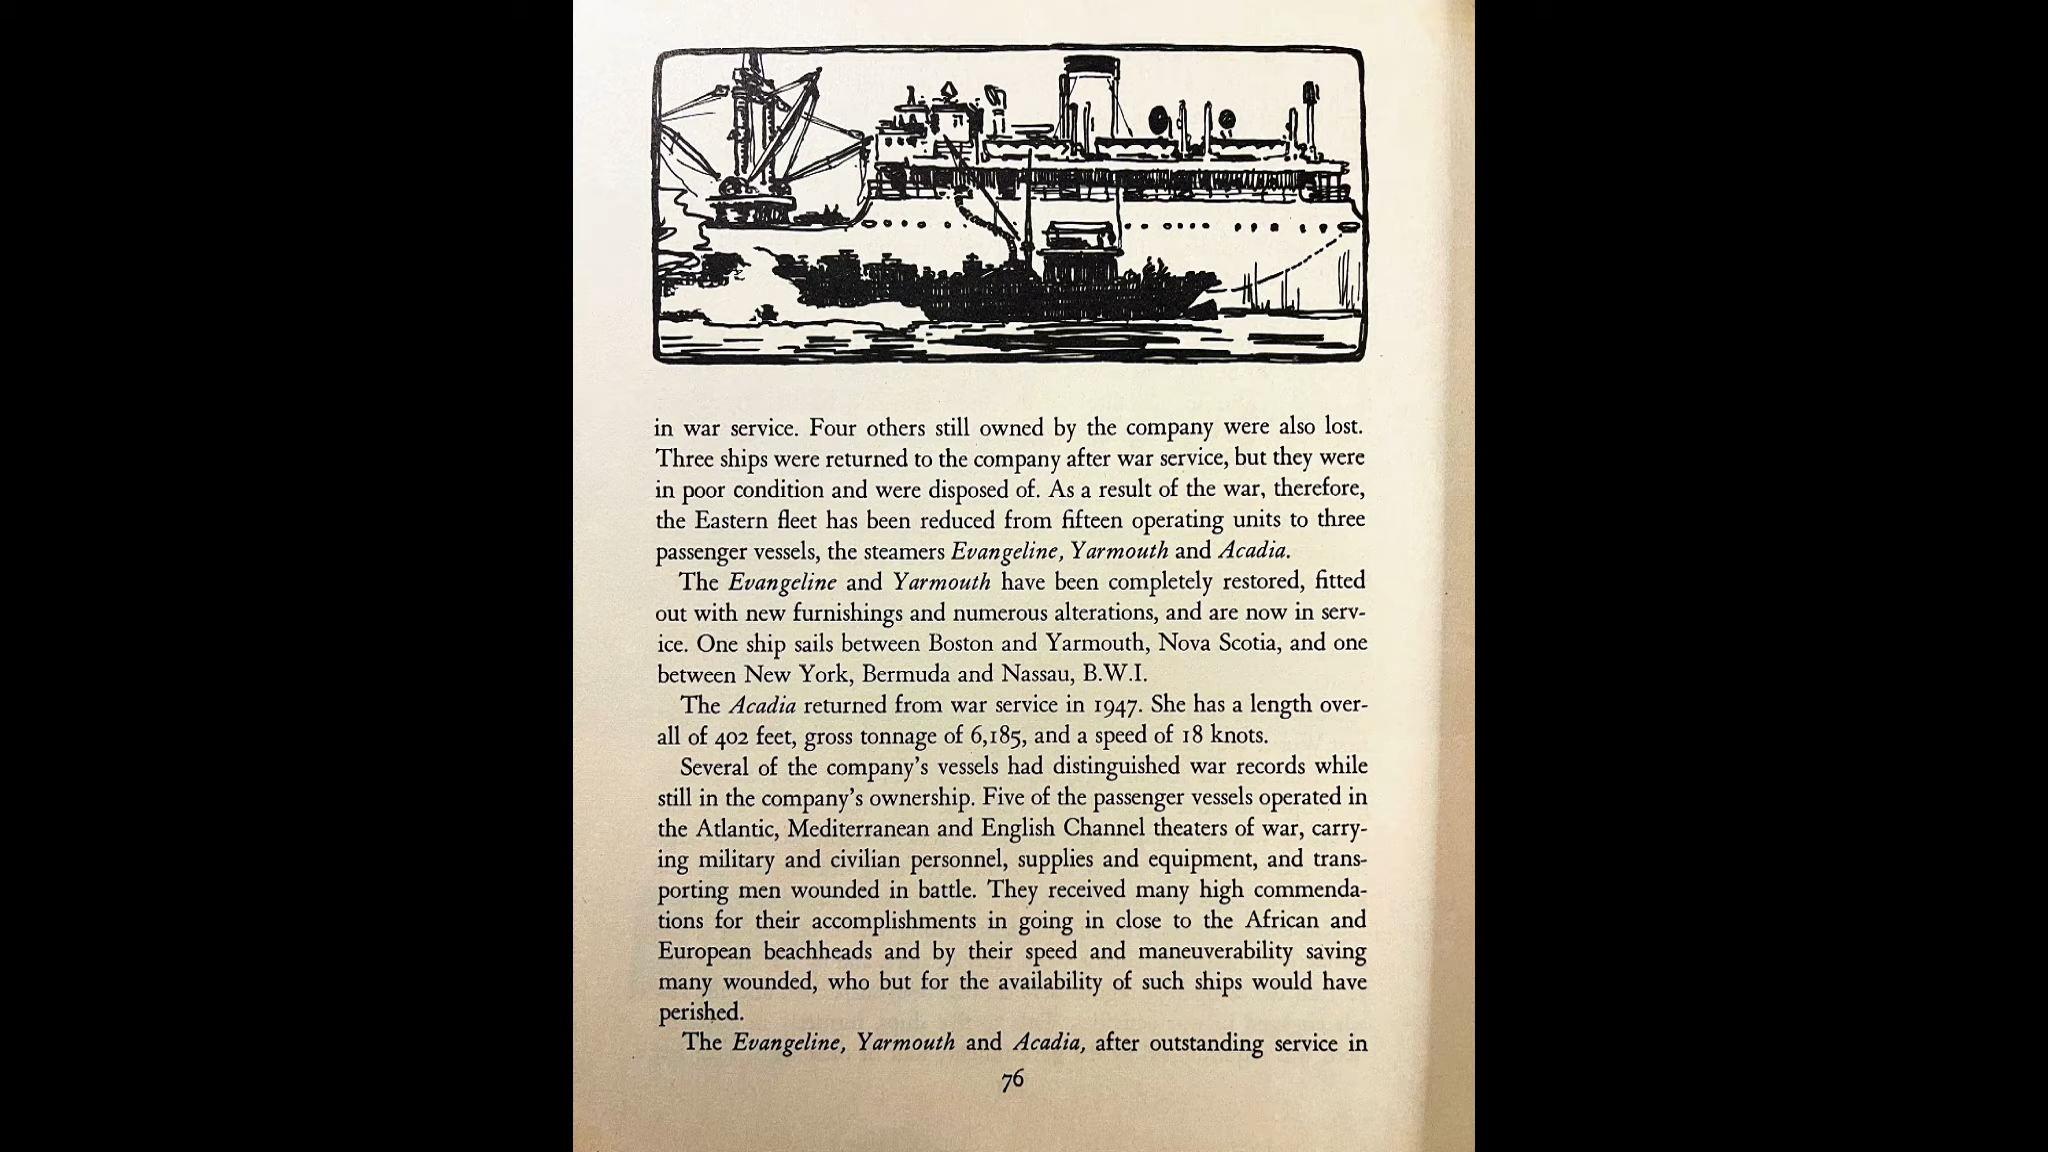 in war service. Four others still owned by the company were also lost.
Three ships were returned to the company after war service, but they were
in poor condition and were disposed of. As a result of the war, therefore,
the Eastern fleet has been reduced from fifteen operating units to three
passenger vessels, the steamers Evangeline, Yarmouth and Acadia.
The Evangeline and Yarmouth have been completely restored, fitted
out with new furnishings and numerous alterations, and are now in serv-
ice. One ship sails between Boston and Yarmouth, Nova Scotia, and one
between New York, Bermuda and Nassau, B.W.I.
The Acadia returned from war service in 1947. She has a length over-
all of 402 feet, gross tonnage of 6,185, and a speed of 18 knots.
Several of the company's vessels had distinguished war records while
still in the company's ownership. Five of the passenger vessels operated in
the Atlantic, Mediterranean and English Channel theaters of war, carry-
ing military and civilian personnel, supplies and equipment, and trans-
porting men wounded in battle. They received many high commenda-
tions for their accomplishments in going in close to the African and
European beachheads and by their speed and maneuverability saving
many wounded, who but for the availability of such ships would have
perished.
The Evangeline, Yarmouth and Acadia, after outstanding service in
76